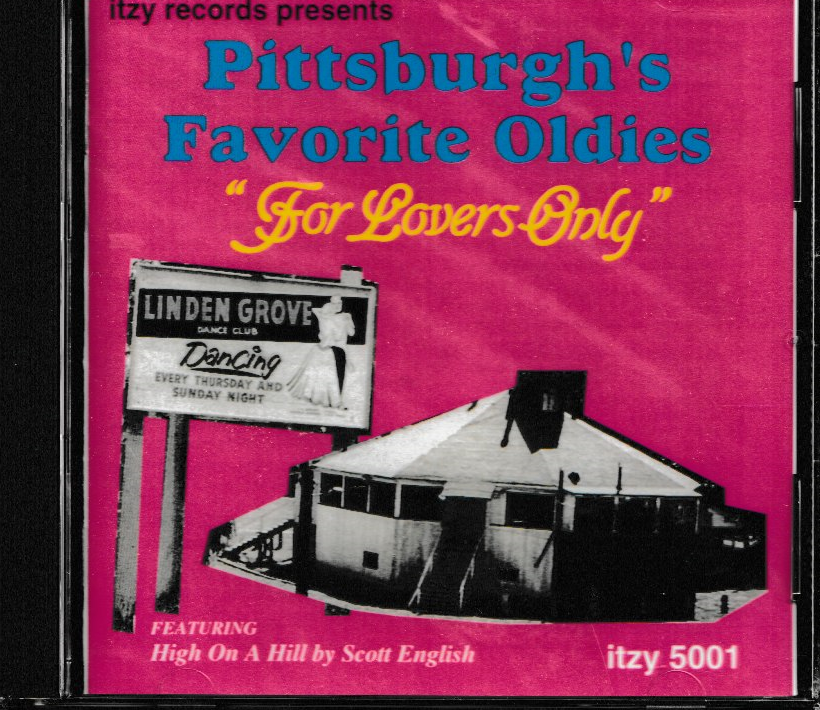 itzy records presents
Pittsburgh's
Favorite Oldies
"For Lovers Only"
LINDEN GROVE
DANCE CLUB
Dancing
EVERY THURSDAY AND
SUNDAY NIGHT
FEATURING
High On A Hill by Scott English
itzy 5001